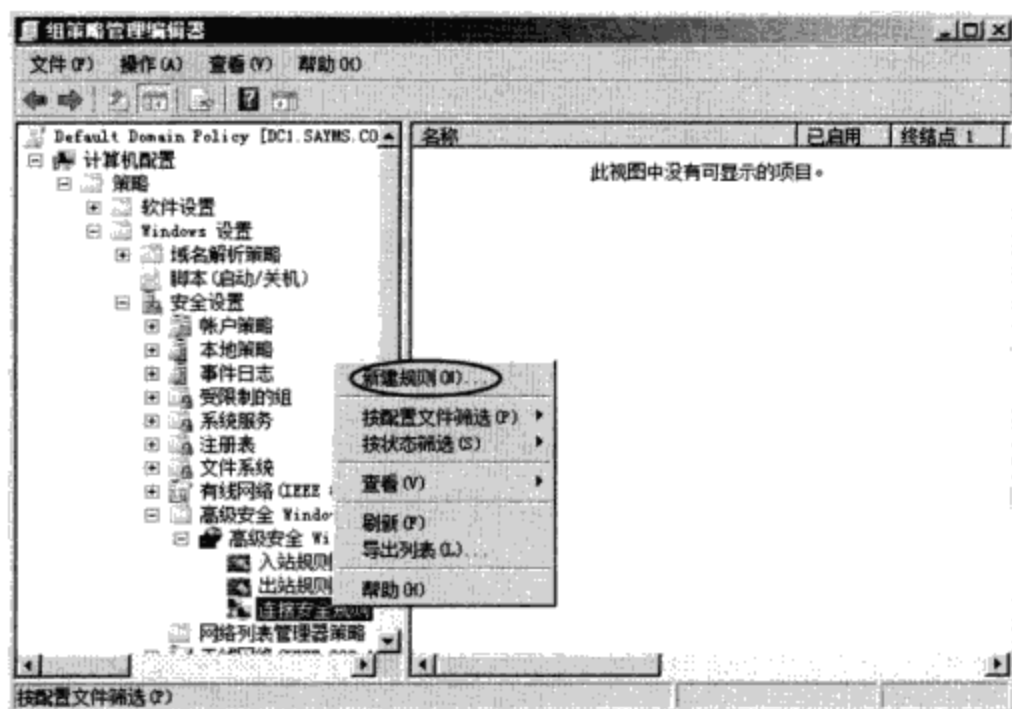 组策略管理编辑器
文件(F) 操作(A) 查看(V) 帮助(H)
Default Domain Policy [DC1.SAYMS.CO
名称 已启用 终结点 1
计算机配置
此视图中没有可显示的项目。
策略
软件设置
Windows 设置
域名解析策略
脚本(启动/关机)
安全设置
帐户策略
本地策略
事件日志
受限制的组
系统服务
注册表
文件系统
有线网络(IEEE
高级安全 Windo
高级安全 Wi
入站规则
出站规则
连接安全规则
网络列表管理器策略
新建规则(N)...
按配置文件筛选(P)
按状态筛选(S)
查看(V)
刷新(F)
导出列表(L)...
帮助(H)
按配置文件筛选(P)